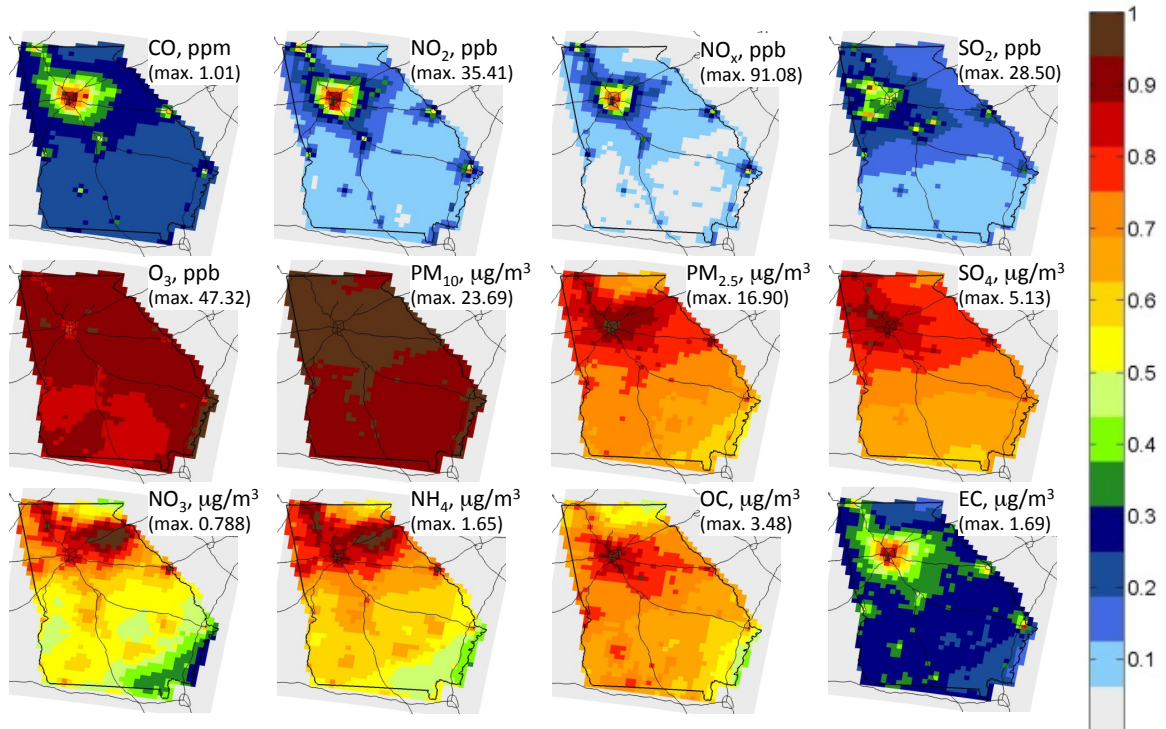 CO, ppm
(max. 1.01)
NO₂, ppb
(max. 35.41)
NOₓ, ppb
(max. 91.08)
SO₂, ppb
(max. 28.50)
O₃, ppb
(max. 47.32)
PM₁₀, μg/m³
(max. 23.69)
PM₂.₅, μg/m³
(max. 16.90)
SO₄, μg/m³
(max. 5.13)
NO₃, μg/m³
(max. 0.788)
NH₄, μg/m³
(max. 1.65)
OC, μg/m³
(max. 3.48)
EC, μg/m³
(max. 1.69)
1
0.9
0.8
0.7
0.6
0.5
0.4
0.3
0.2
0.1